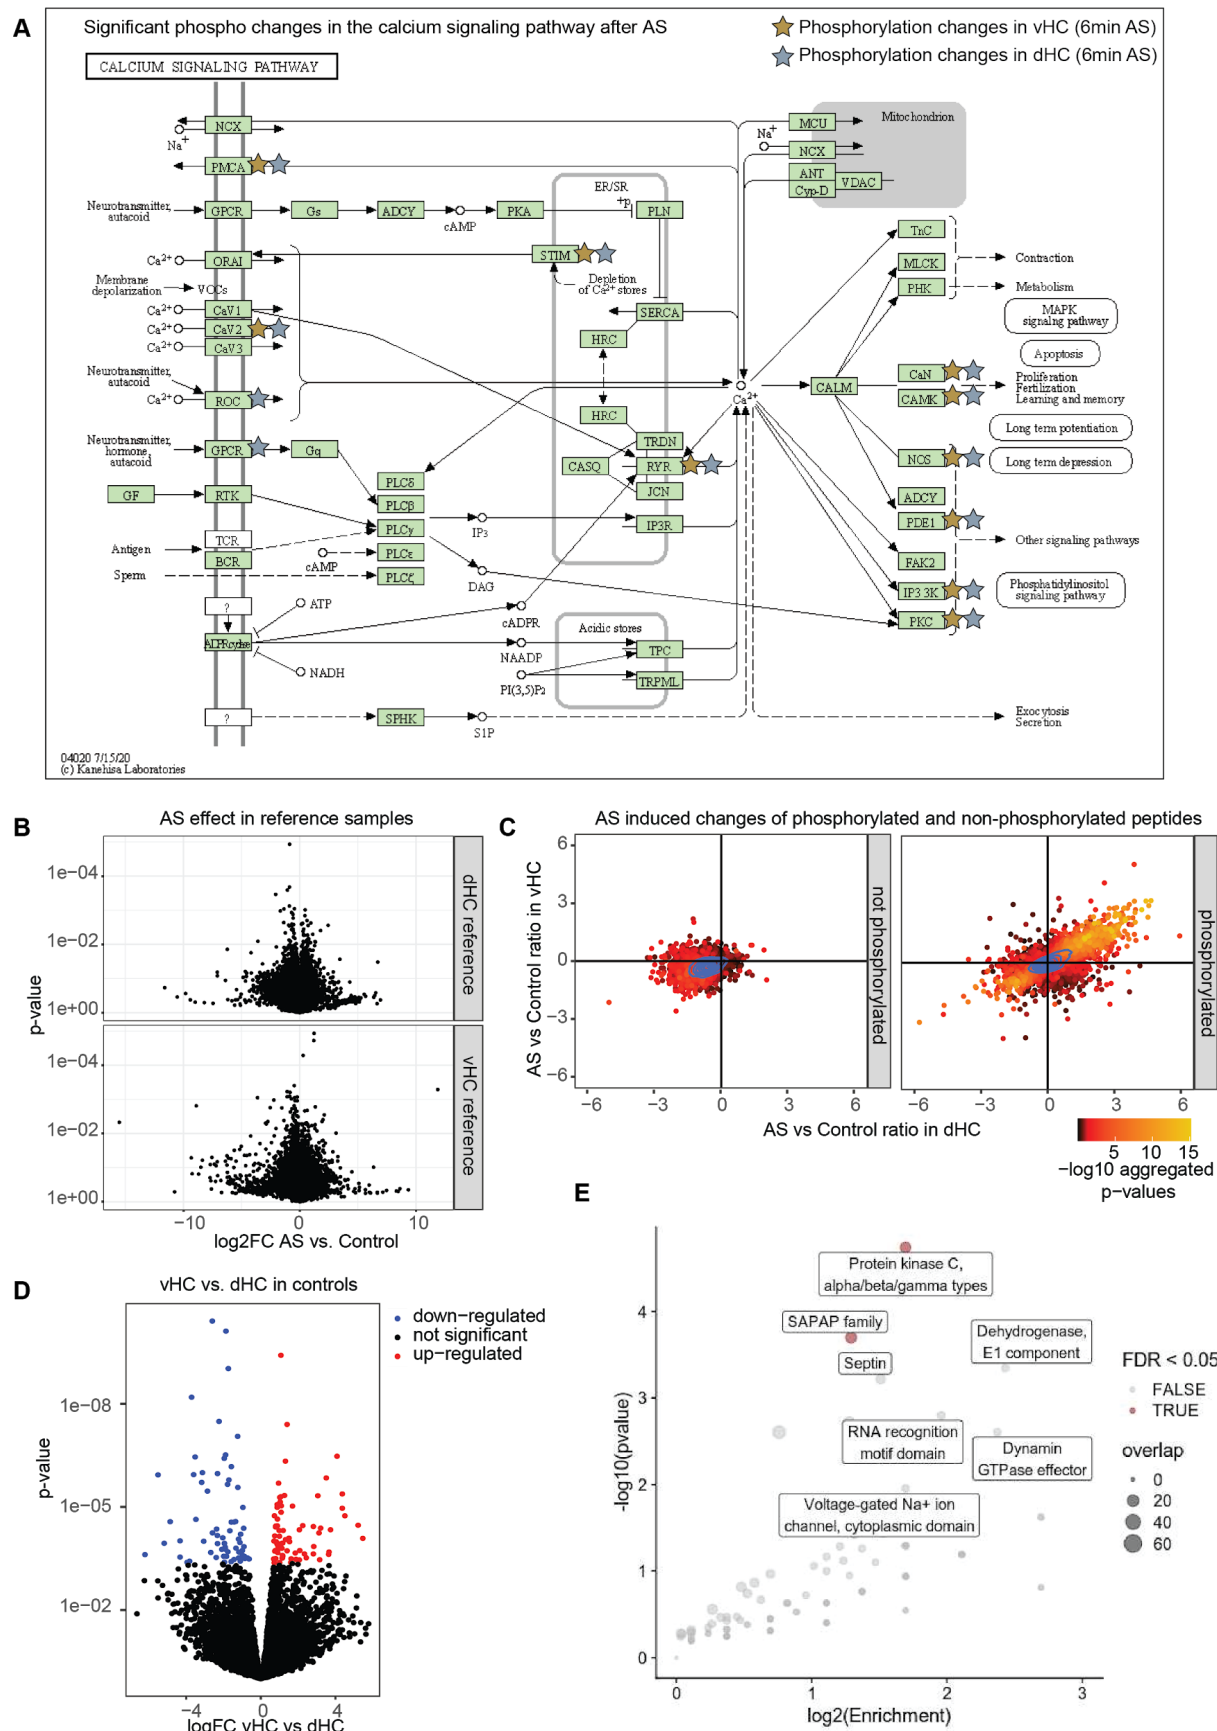 A
Significant phospho changes in the calcium signaling pathway after AS
Phosphorylation changes in vHC (6min AS)
Phosphorylation changes in dHC (6min AS)
CALCIUM SIGNALING PATHWAY
NCX
Na+
MCU
Mitochondrion
Na+
NCX
PMCA
ANT
Cyp-D
VDAC
ER/SR
+p
Neurotransmitter,
autacoid
GPCR
Gs
ADCY
cAMP
PKA
PLN
TnC
STIM
Ca2+
ORAI
MLCK
Contraction
Depletion
of Ca2+ stores
Membrane
depolarization
VOCs
PHK
Metabolism
Ca2+
CaV1
SERCA
MAPK
signaling pathway
Ca2+
CaV2
HRC
Ca2+
CaV3
Apoptosis
Neurotransmitter,
autacoid
Ca2+
ROC
Ca2+
CALM
CaN
Proliferation
Fertilization
Learning and memory
CAMK
HRC
Long term potentiation
Neurotransmitter,
hormone,
autacoid
GPCR
Gq
TRDN
CASQ
RYR
NOS
Long term depression
JCN
PLCδ
GF
RTK
PLCβ
ADCY
PLCγ
IP3
IP3R
PDE1
TCR
Antigen
BCR
cAMP
PLCε
Other signaling pathways
Sperm
PLCζ
DAG
FAK2
IP3 3K
Phosphatidylinositol
signaling pathway
?
ATP
cADPR
PKC
Acidic stores
NAADP
TPC
NADH
PI(3,5)P2
TRPML
?
SPHK
S1P
Exocytosis
Secretion
04020 7/15/20
(c) Kanehisa Laboratories
B
AS effect in reference samples
1e−04
1e−02
1e+00
dHC reference
1e−04
1e−02
1e+00
vHC reference
p-value
−10
0
10
log2FC AS vs. Control
C
AS induced changes of phosphorylated and non-phosphorylated peptides
AS vs Control ratio in vHC
6
3
0
−3
−6
not phosphorylated
phosphorylated
−6
−3
0
3
6
−6
−3
0
3
6
AS vs Control ratio in dHC
5
10
15
−log10 aggregated
p-values
D
vHC vs. dHC in controls
down-regulated
not significant
up-regulated
p-value
1e−08
1e−05
1e−02
−4
0
4
logFC vHC vs dHC
E
-log10(pvalue)
4
3
2
1
0
Protein kinase C,
alpha/beta/gamma types
SAPAP family
Septin
Dehydrogenase,
E1 component
RNA recognition
motif domain
Dynamin
GTPase effector
Voltage-gated Na+ ion
channel, cytoplasmic domain
0
1
2
3
log2(Enrichment)
FDR < 0.05
FALSE
TRUE
overlap
0
20
40
60